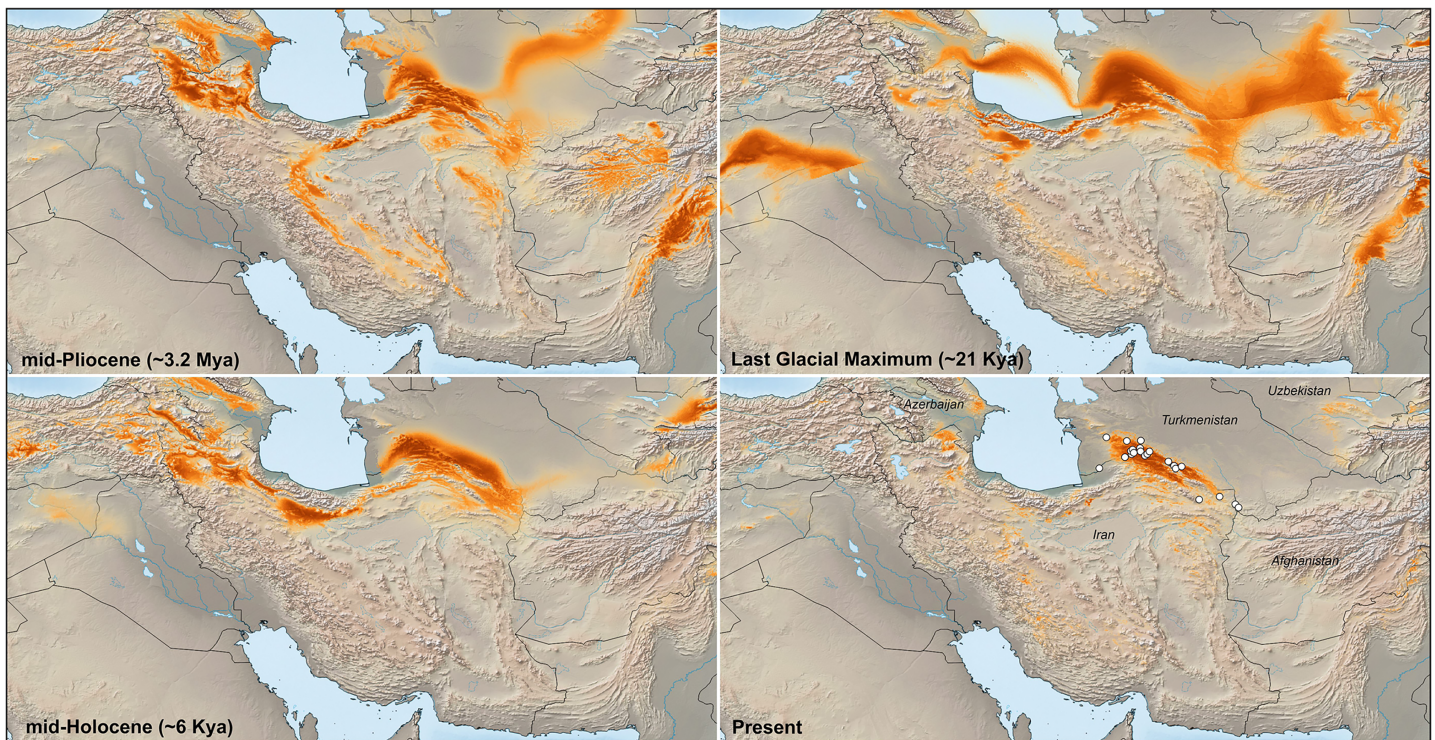 mid-Pliocene (~3.2 Mya)
Last Glacial Maximum (~21 Kya)
Uzbekistan
Azerbaijan
Turkmenistan
Iran
Afghanistan
mid-Holocene (~6 Kya)
Present